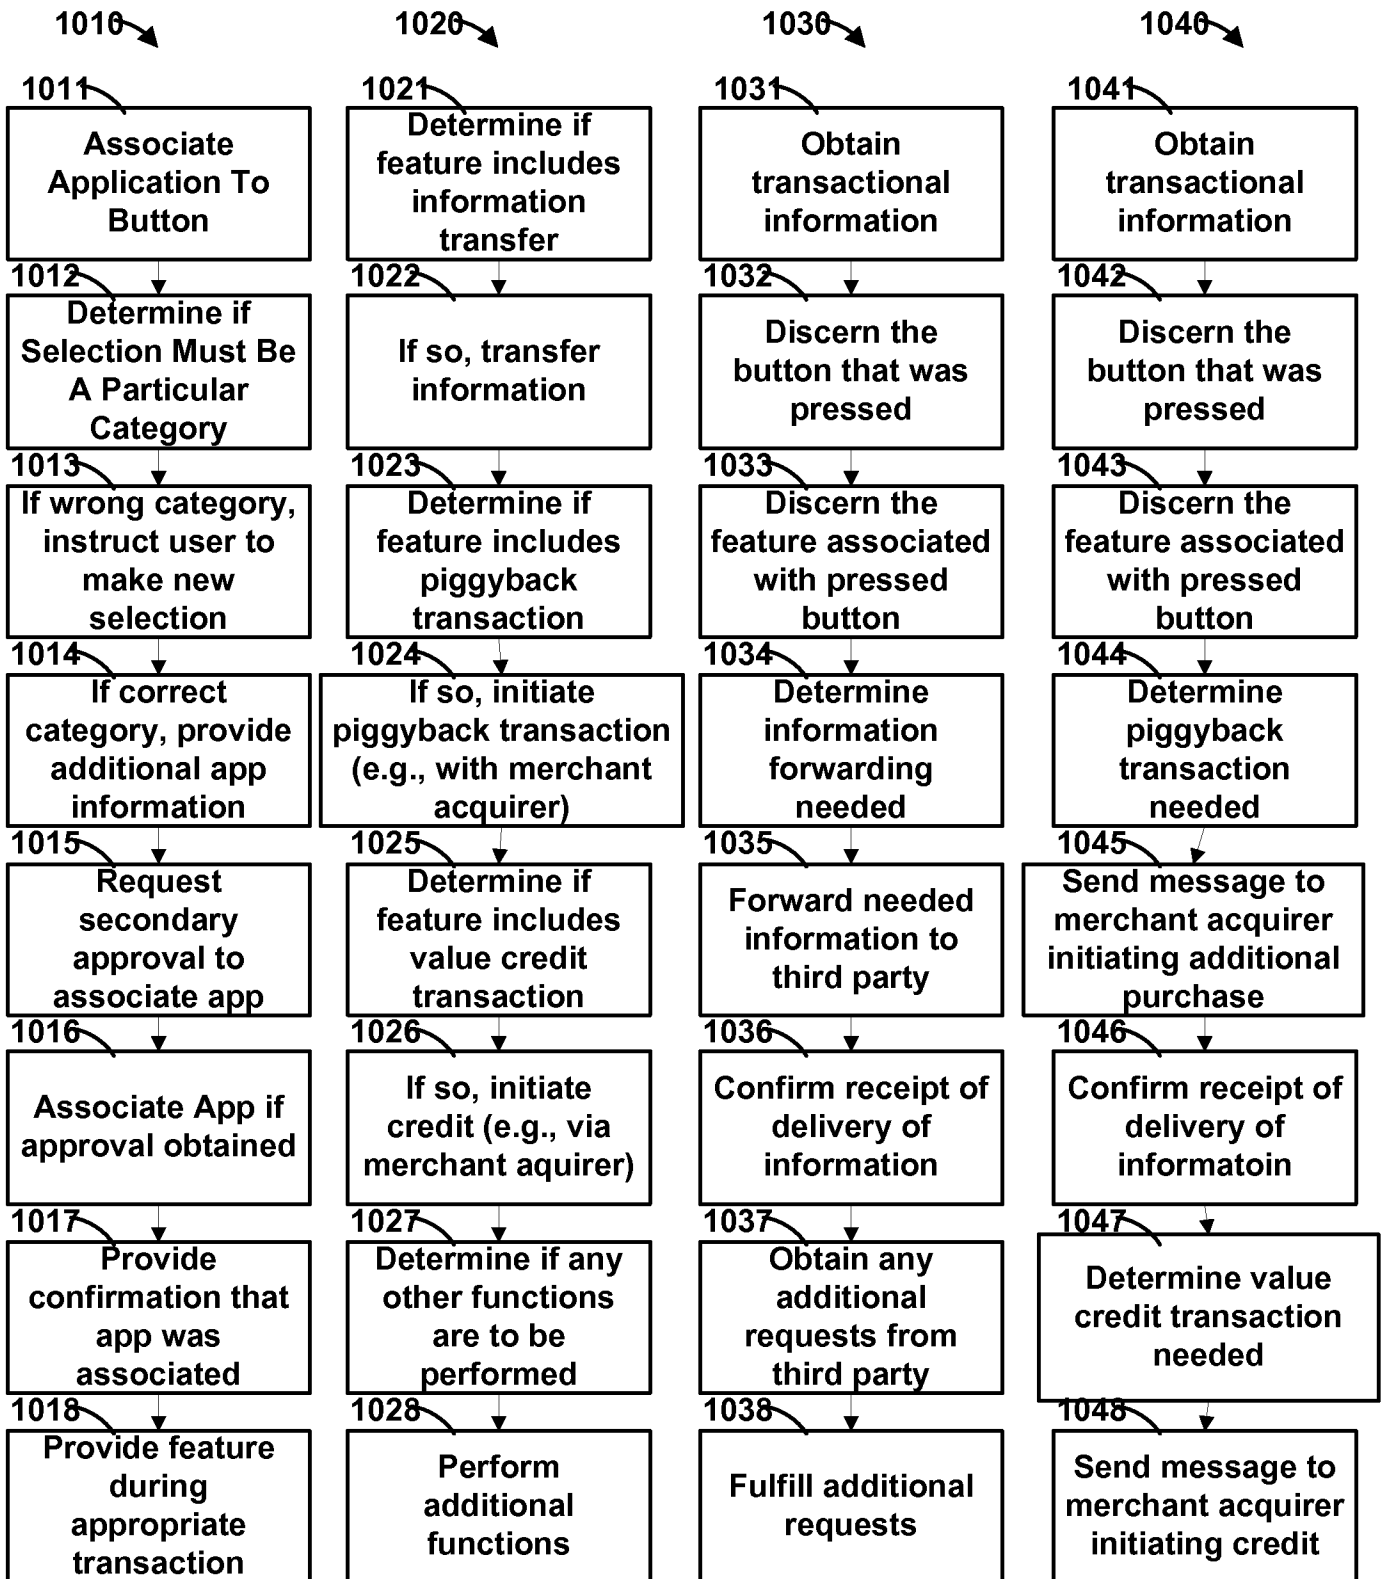 1010
1011
Associate
Application To
Button
1012
Determine if
Selection Must Be
A Particular
Category
1013
If wrong category,
instruct user to
make new
selection
1014
If correct
category, provide
additional app
information
1015
Request
secondary
approval to
associate app
1016
Associate App if
approval obtained
1017
Provide
confirmation that
app was
associated
1018
Provide feature
during
appropriate
transaction
1020
1021
Determine if
feature includes
information
transfer
1022
If so, transfer
information
1023
Determine if
feature includes
piggyback
transaction
1024
If so, initiate
piggyback transaction
(e.g., with merchant
acquirer)
1025
Determine if
feature includes
value credit
transaction
1026
If so, initiate
credit (e.g., via
merchant aquirer)
1027
Determine if any
other functions
are to be
performed
1028
Perform
additional
functions
1030
1031
Obtain
transactional
information
1032
Discern the
button that was
pressed
1033
Discern the
feature associated
with pressed
button
1034
Determine
information
forwarding
needed
1035
Forward needed
information to
third party
1036
Confirm receipt of
delivery of
information
1037
Obtain any
additional
requests from
third party
1038
Fulfill additional
requests
1040
1041
Obtain
transactional
information
1042
Discern the
button that was
pressed
1043
Discern the
feature associated
with pressed
button
1044
Determine
piggyback
transaction
needed
1045
Send message to
merchant acquirer
initiating additional
purchase
1046
Confirm receipt of
delivery of
informatoin
1047
Determine value
credit transaction
needed
1048
Send message to
merchant acquirer
initiating credit